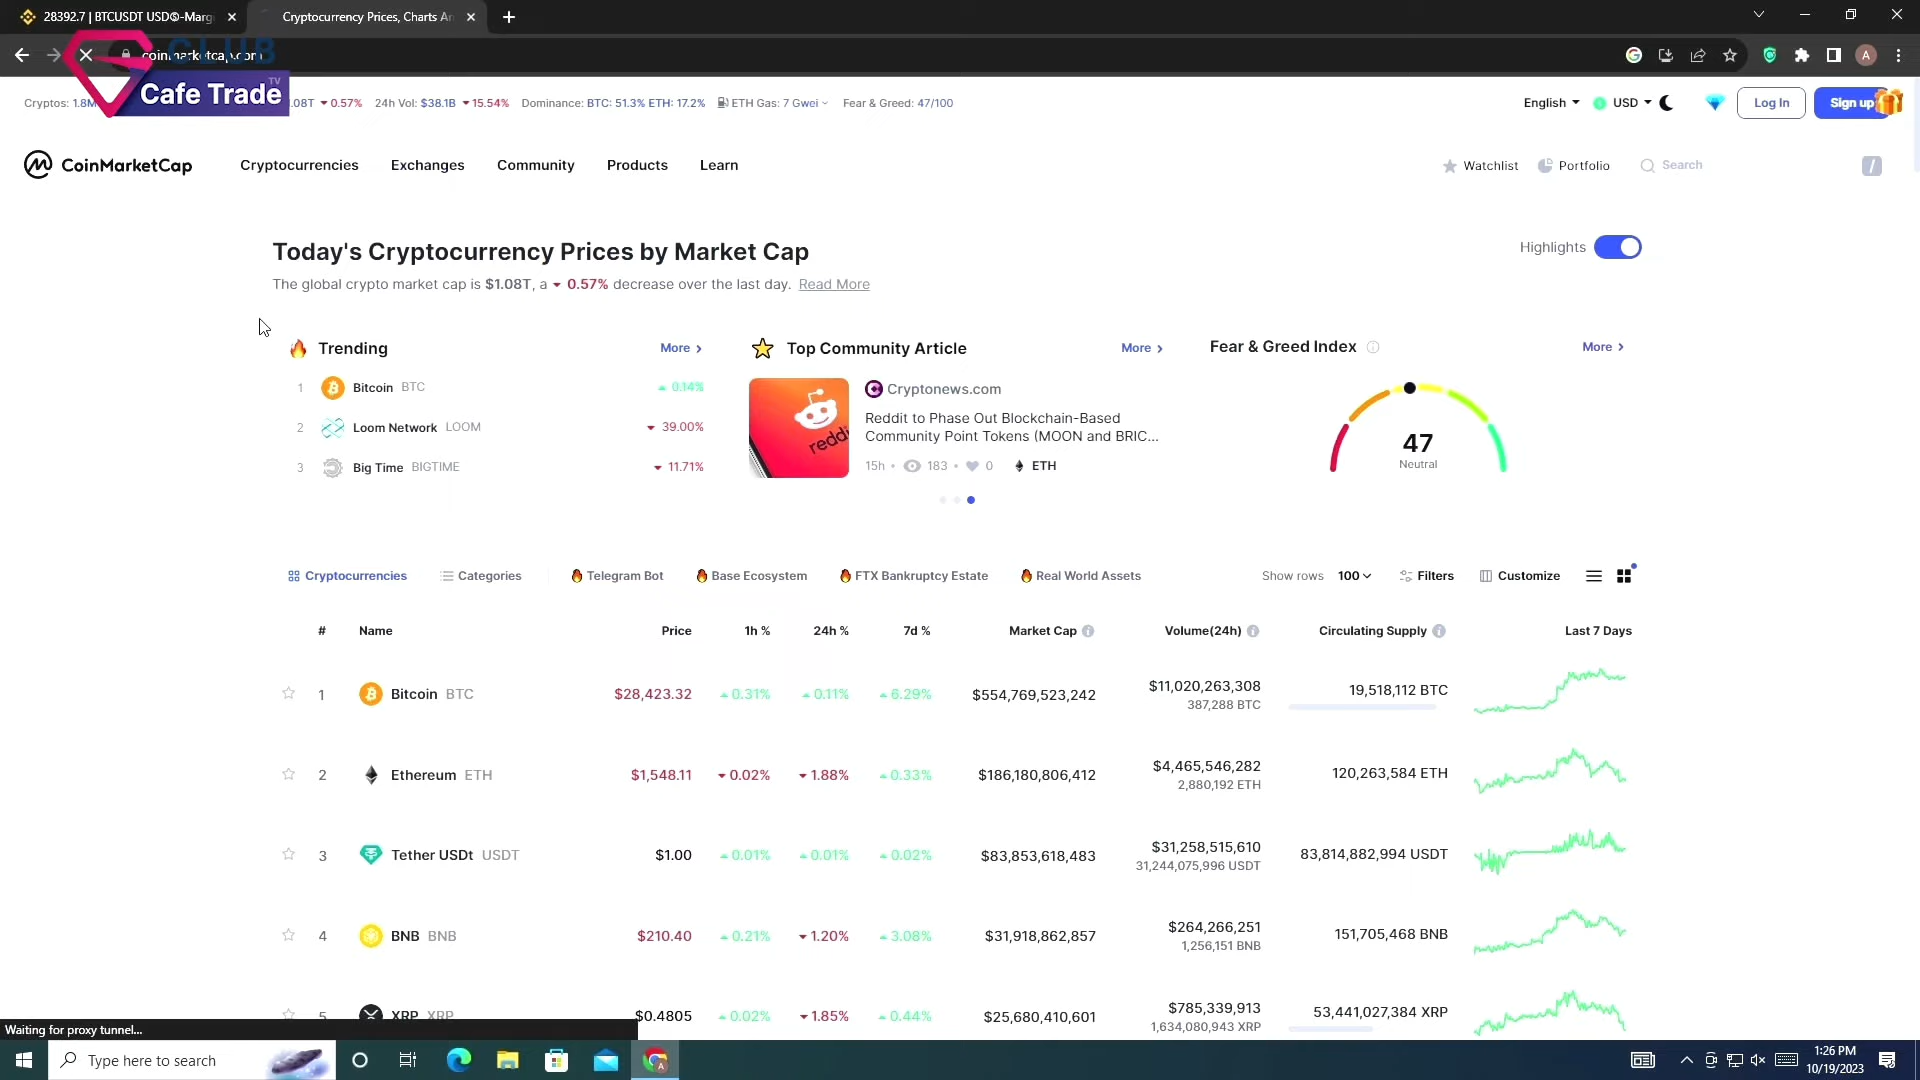 28392.7 | BTCUSDT USDⓈ-Marg
Cryptocurrency Prices, Charts An
coinmarketcap.com
CLUB
Cafe Trade TV
Cryptos: 1.8M
.08T 0.57% 24h Vol: $38.1B 15.54% Dominance: BTC: 51.3% ETH: 17.2% ETH Gas: 7 Gwei Fear & Greed: 47/100
English USD Log In Sign up
CoinMarketCap Cryptocurrencies Exchanges Community Products Learn Watchlist Portfolio Search /
Today's Cryptocurrency Prices by Market Cap
Highlights
The global crypto market cap is $1.08T, a 0.57% decrease over the last day. Read More
Trending More
1 Bitcoin BTC 0.14%
2 Loom Network LOOM 39.00%
3 Big Time BIGTIME 11.71%
Top Community Article More
Cryptonews.com
Reddit to Phase Out Blockchain-Based
Community Point Tokens (MOON and BRIC...
reddi
15h • 183 • 0 ETH
Fear & Greed Index More
47
Neutral
Cryptocurrencies Categories Telegram Bot Base Ecosystem FTX Bankruptcy Estate Real World Assets Show rows 100 Filters Customize
# Name Price 1h % 24h % 7d % Market Cap Volume(24h) Circulating Supply Last 7 Days
1 Bitcoin BTC $28,423.32 0.31% 0.11% 6.29% $554,769,523,242 $11,020,263,308 19,518,112 BTC
387,288 BTC
2 Ethereum ETH $1,548.11 0.02% 1.88% 0.33% $186,180,806,412 $4,465,546,282 120,263,584 ETH
2,880,192 ETH
3 Tether USDt USDT $1.00 0.01% 0.01% 0.02% $83,853,618,483 $31,258,515,610 83,814,882,994 USDT
31,244,075,996 USDT
4 BNB BNB $210.40 0.21% 1.20% 3.08% $31,918,862,857 $264,266,251 151,705,468 BNB
1,256,151 BNB
5 XRP XRP $0.4805 0.02% 1.85% 0.44% $25,680,410,601 $785,339,913 53,441,027,384 XRP
1,634,080,943 XRP
Waiting for proxy tunnel...
Type here to search
1:26 PM
10/19/2023